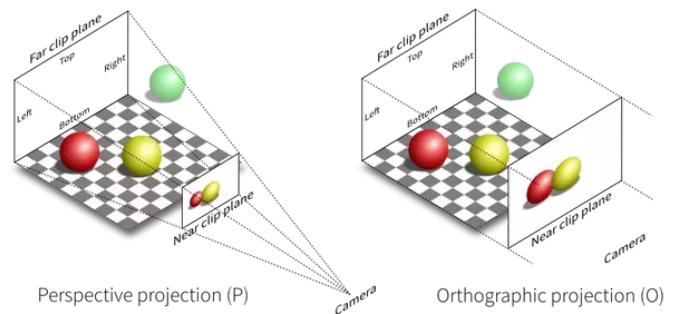 Far clip plane
Top
Right
Left
Bottom
Near clip plane
Camera
Perspective projection (P)
Far clip plane
Top
Right
Left
Bottom
Near clip plane
Camera
Orthographic projection (O)